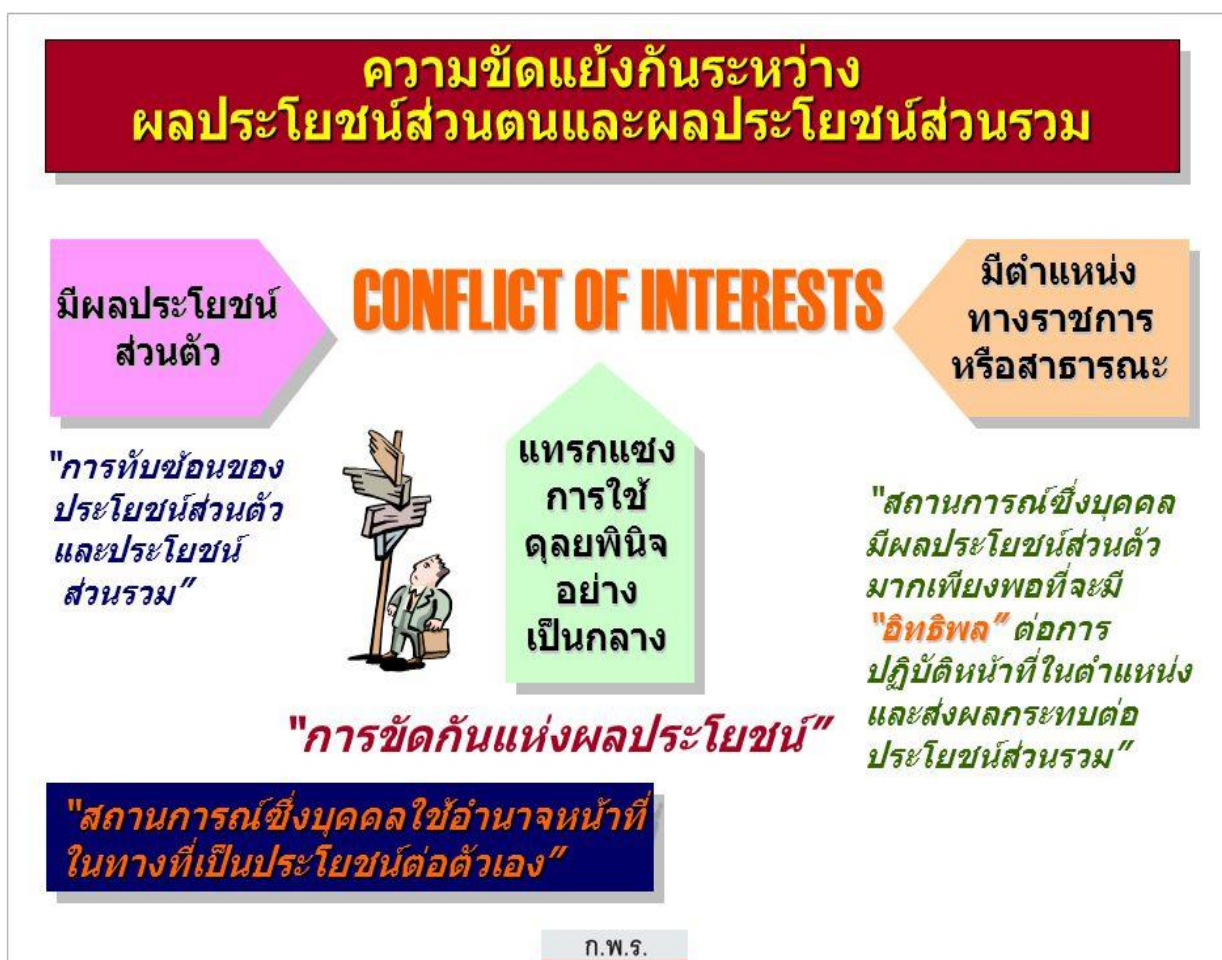 ความขัดแย้งกันระหว่าง
ผลประโยชน์ส่วนตนและผลประโยชน์ส่วนรวม
มีผลประโยชน์
ส่วนตัว
CONFLICT OF INTERESTS
มีตำแหน่ง
ทางราชการ
หรือสาธารณะ
"การทับซ้อนของ
ประโยชน์ส่วนตัว
และประโยชน์
ส่วนรวม"
แทรกแซง
การใช้
ดุลยพินิจ
อย่าง
เป็นกลาง
"สถานการณ์ซึ่งบุคคล
มีผลประโยชน์ส่วนตัว
มากเพียงพอที่จะมี
"อิทธิพล" ต่อการ
ปฏิบัติหน้าที่ในตำแหน่ง
และส่งผลกระทบต่อ
ประโยชน์ส่วนรวม"
"การขัดกันแห่งผลประโยชน์"
"สถานการณ์ซึ่งบุคคลใช้อำนาจหน้าที่
ในทางที่เป็นประโยชน์ต่อตัวเอง"
ก.พ.ร.